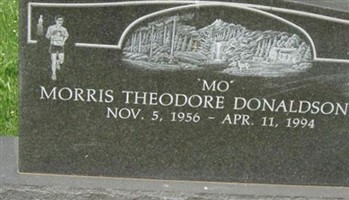 "MO"
MORRIS THEODORE DONALDSON
NOV. 5, 1956 - APR. 11, 1994